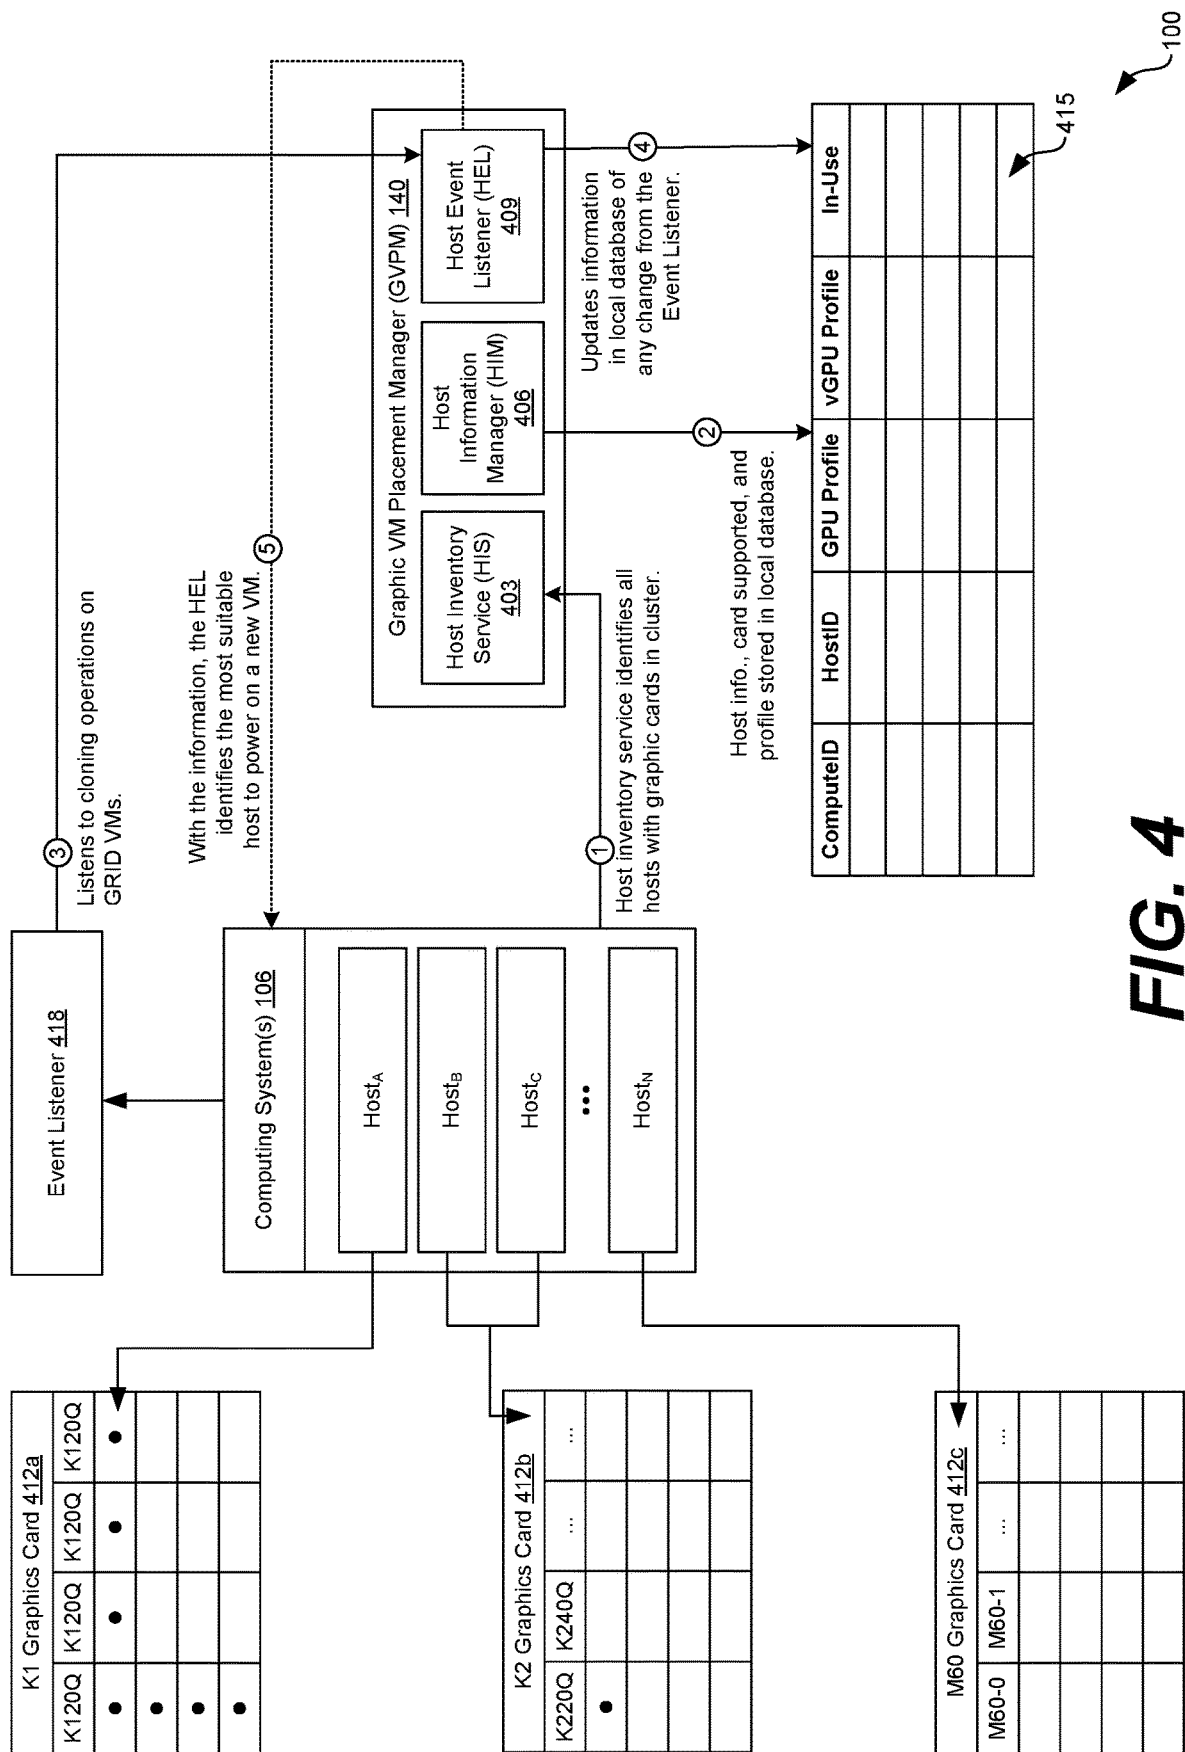 K1 Graphics Card 412a
K120Q K120Q K120Q K120Q
K2 Graphics Card 412b
K220Q K240Q ... ...
M60 Graphics Card 412c
M60-0 M60-1 ... ...
Event Listener 418
Computing System(s) 106
HostA
HostB
HostC
•••
HostN
3
Listens to cloning operations on
GRID VMs.
With the information, the HEL
identifies the most suitable
host to power on a new VM.
5
1
Host inventory service identifies all
hosts with graphic cards in cluster.
Graphic VM Placement Manager (GVPM) 140
Host Inventory
Service (HIS)
403
Host
Information
Manager (HIM)
406
Host Event
Listener (HEL)
409
2
Host info., card supported, and
profile stored in local database.
4
Updates information
in local database of
any change from the
Event Listener.
ComputeID HostID GPU Profile vGPU Profile In-Use
415
100
FIG. 4